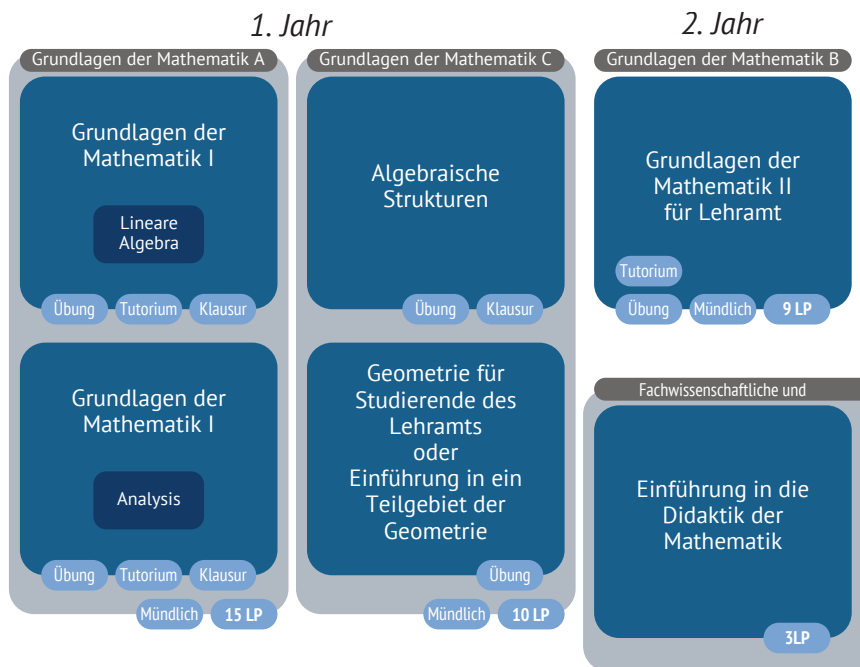 1. Jahr
2. Jahr
Grundlagen der Mathematik A
Grundlagen der
Mathematik I
Lineare
Algebra
Übung
Tutorium
Klausur
Grundlagen der
Mathematik I
Analysis
Übung
Tutorium
Klausur
Mündlich
15 LP
Grundlagen der Mathematik C
Algebraische
Strukturen
Übung
Klausur
Geometrie für
Studierende des
Lehramts
oder
Einführung in ein
Teilgebiet der
Geometrie
Übung
Mündlich
10 LP
Grundlagen der Mathematik B
Grundlagen der
Mathematik II
für Lehramt
Tutorium
Übung
Mündlich
9 LP
Fachwissenschaftliche und
Einführung in die
Didaktik der
Mathematik
3LP